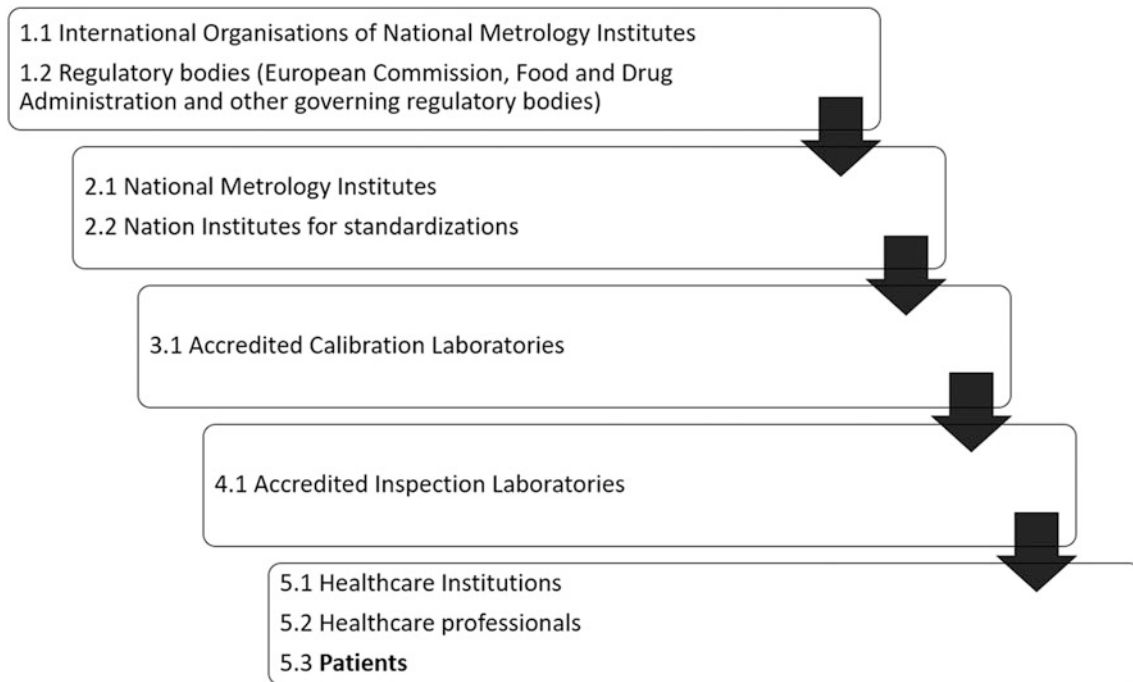 1.1 International Organisations of National Metrology Institutes
1.2 Regulatory bodies (European Commission, Food and Drug
Administration and other governing regulatory bodies)
2.1 National Metrology Institutes
2.2 Nation Institutes for standardizations
3.1 Accredited Calibration Laboratories
4.1 Accredited Inspection Laboratories
5.1 Healthcare Institutions
5.2 Healthcare professionals
5.3 Patients